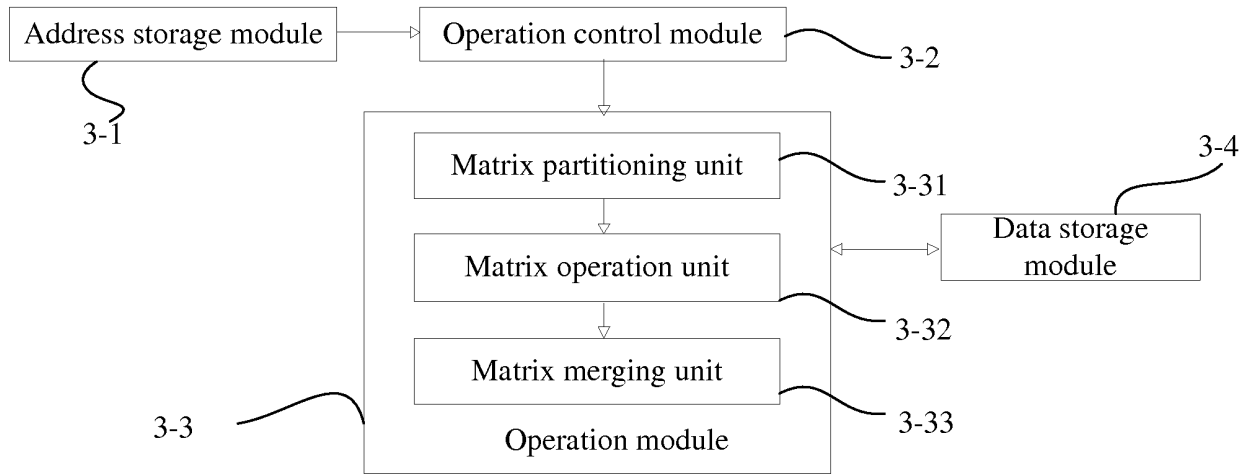 Address storage module
Operation control module
3-2
3-1
Matrix partitioning unit
3-31
3-4
Data storage
module
Matrix operation unit
3-32
Matrix merging unit
3-33
3-3
Operation module